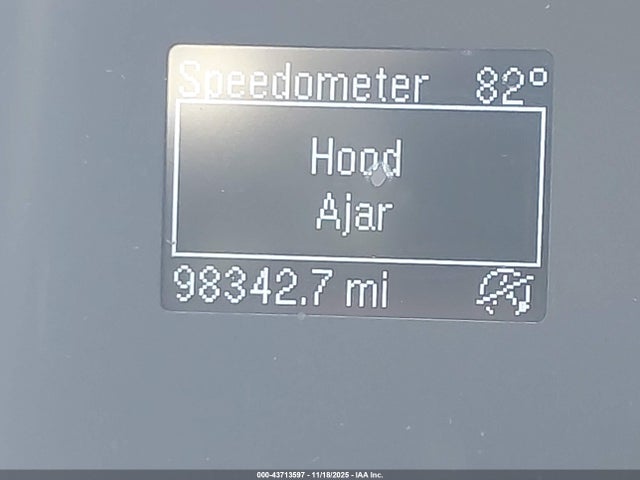 Speedometer 82°
Hood
Ajar
98342.7 mi
000-43713597 - 11/18/2025 - IAA Inc.